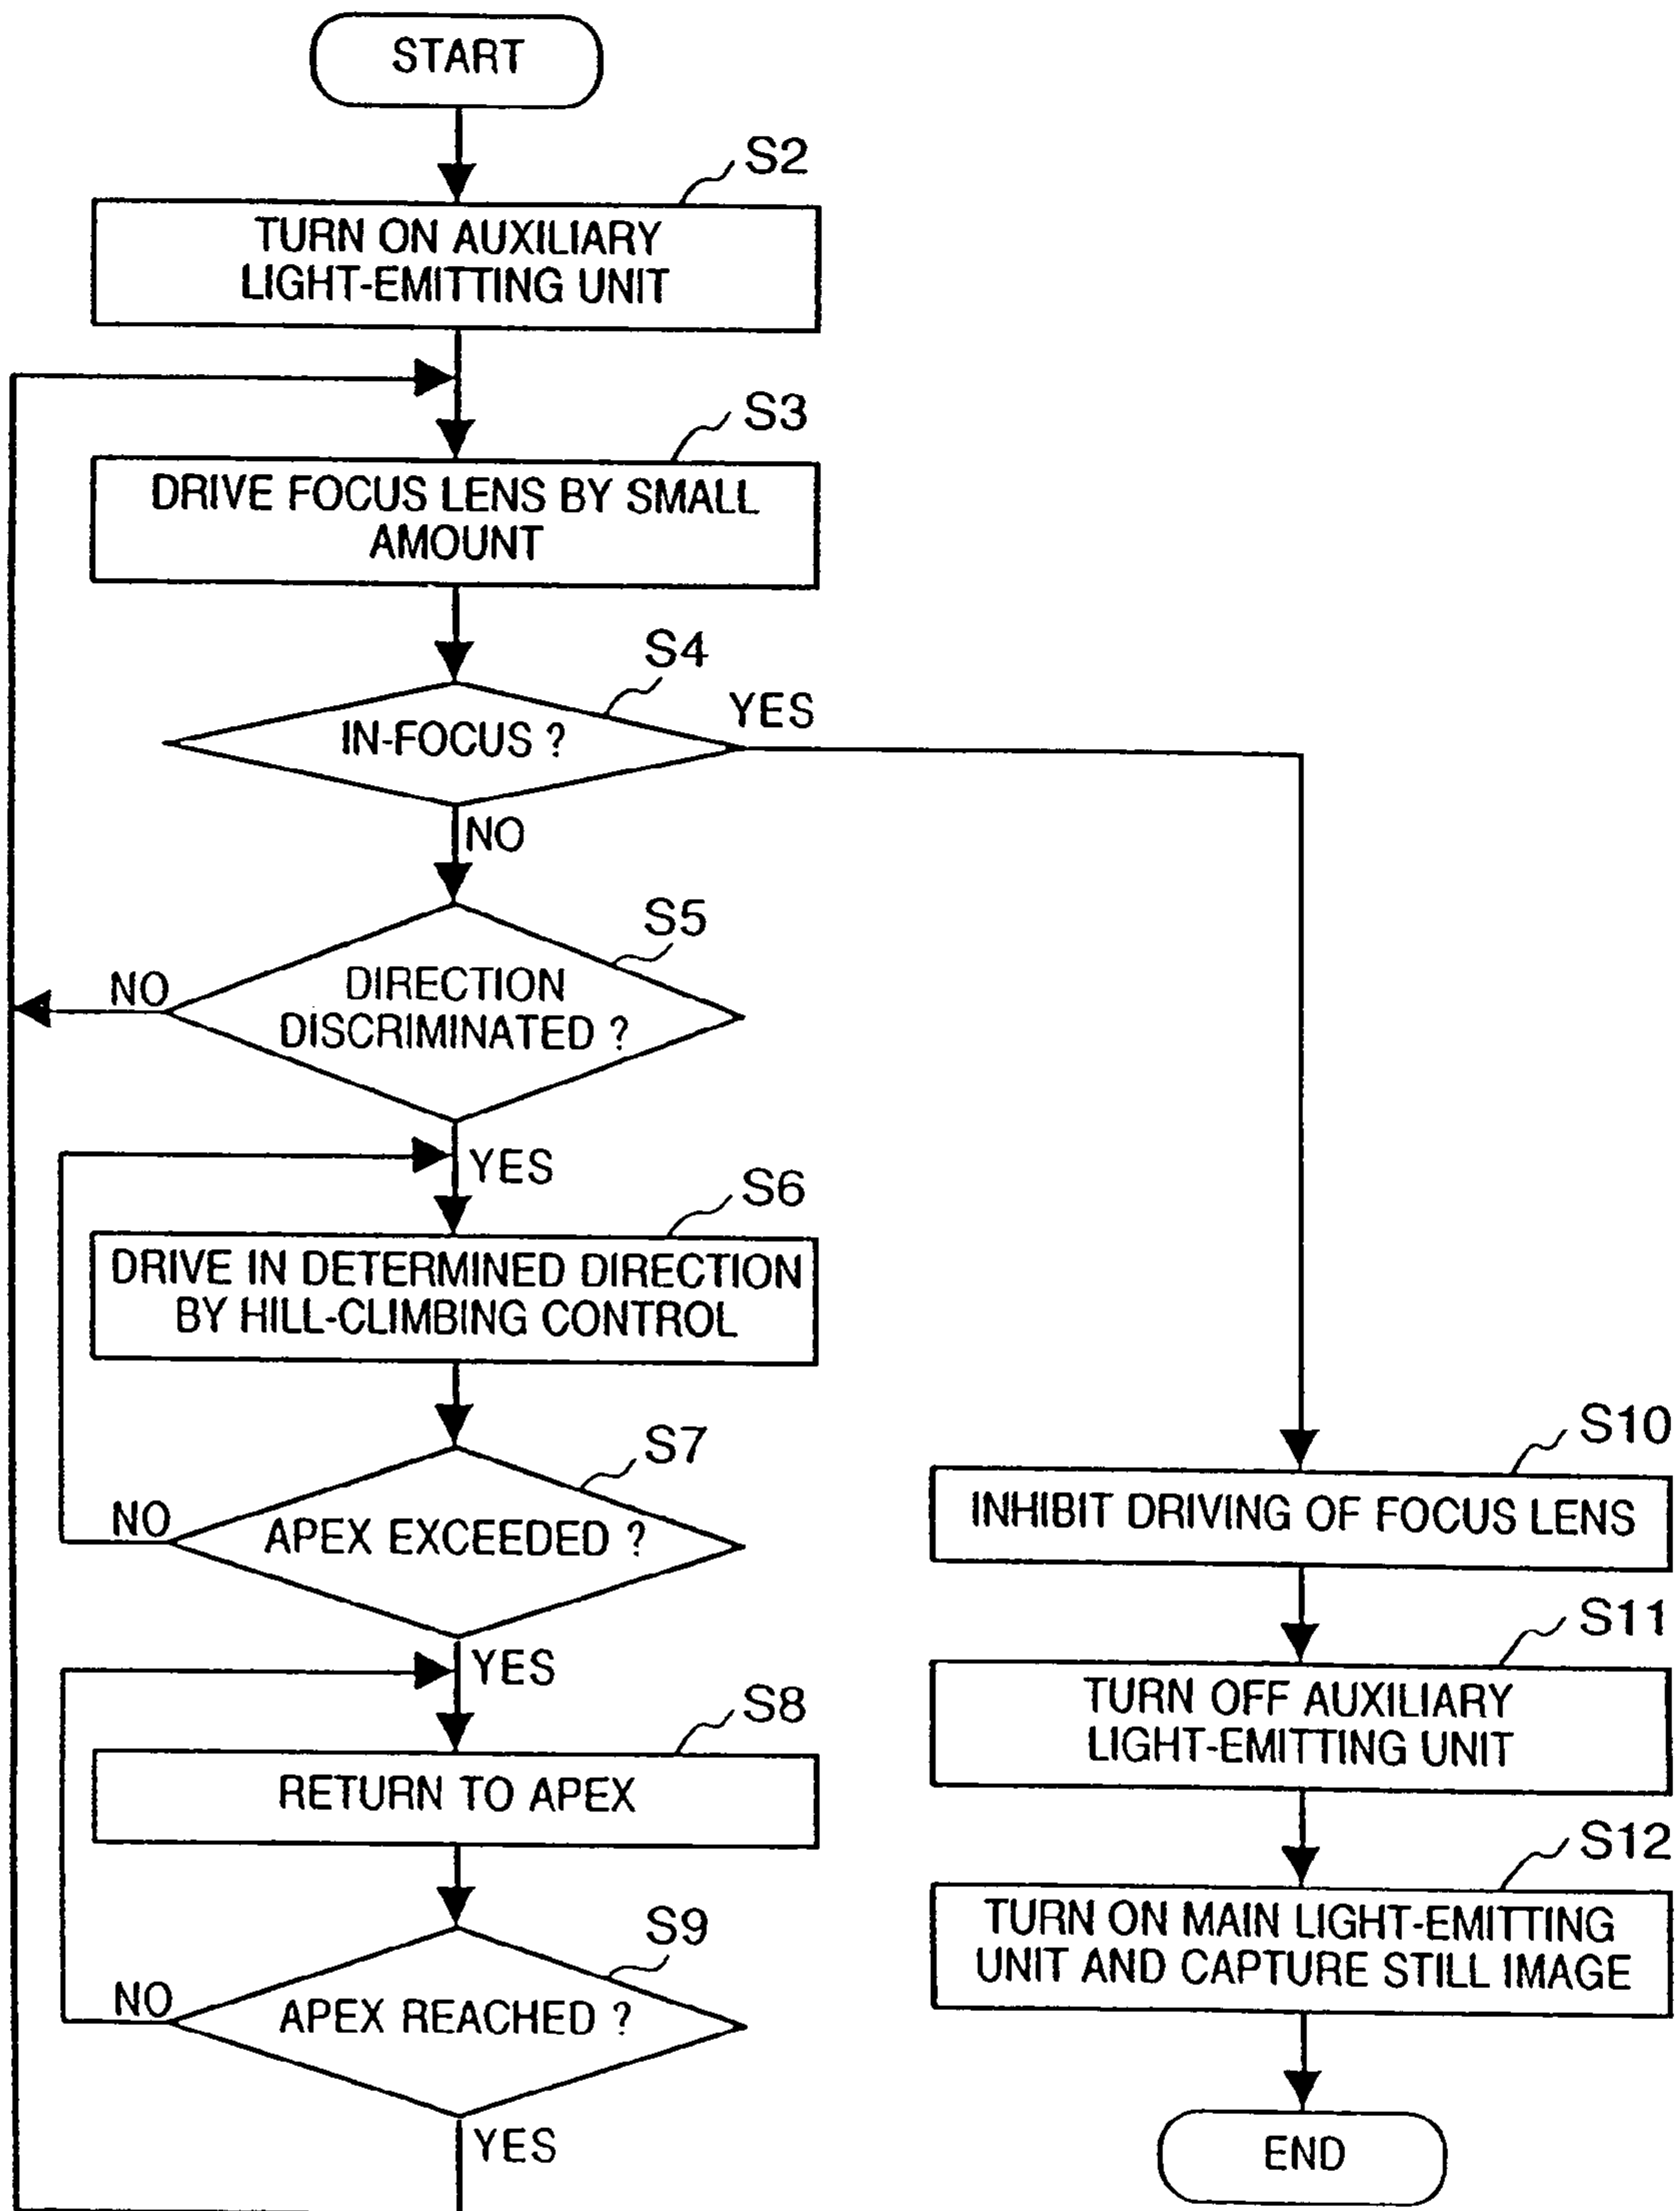 START
S2
TURN ON AUXILIARY
LIGHT-EMITTING UNIT
S3
DRIVE FOCUS LENS BY SMALL
AMOUNT
S4
IN-FOCUS ?
YES
NO
S5
DIRECTION
DISCRIMINATED ?
NO
YES
S6
DRIVE IN DETERMINED DIRECTION
BY HILL-CLIMBING CONTROL
S7
APEX EXCEEDED ?
NO
YES
S8
RETURN TO APEX
S9
APEX REACHED ?
NO
YES
S10
INHIBIT DRIVING OF FOCUS LENS
S11
TURN OFF AUXILIARY
LIGHT-EMITTING UNIT
S12
TURN ON MAIN LIGHT-EMITTING
UNIT AND CAPTURE STILL IMAGE
END